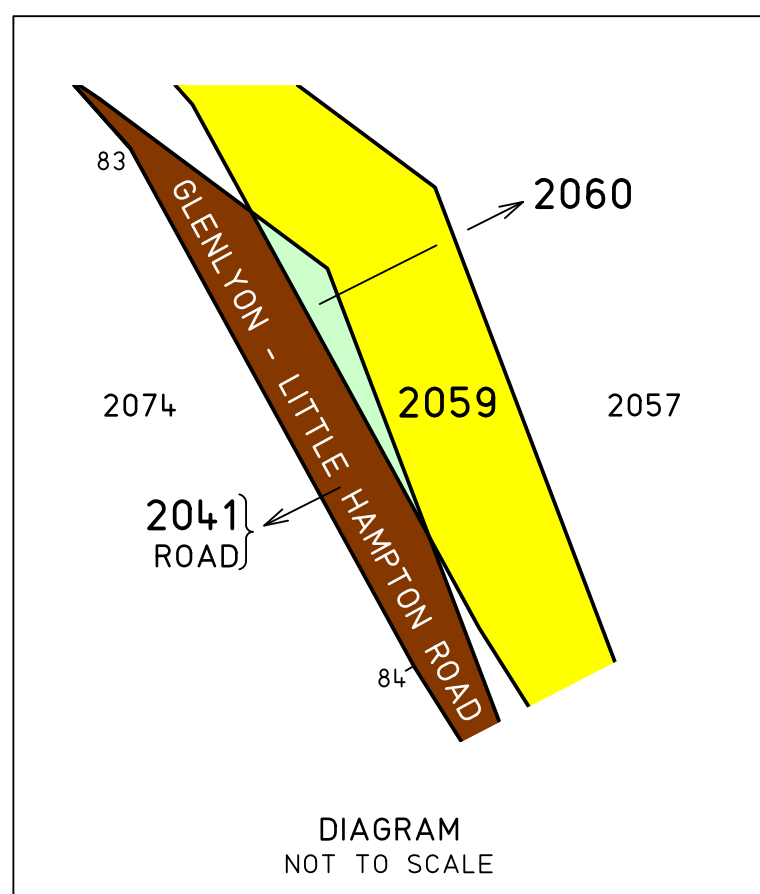 83
2060
GLENLYON - LITTLE HAMPTON ROAD
2074
2059
2057
2041
ROAD
84
DIAGRAM
NOT TO SCALE